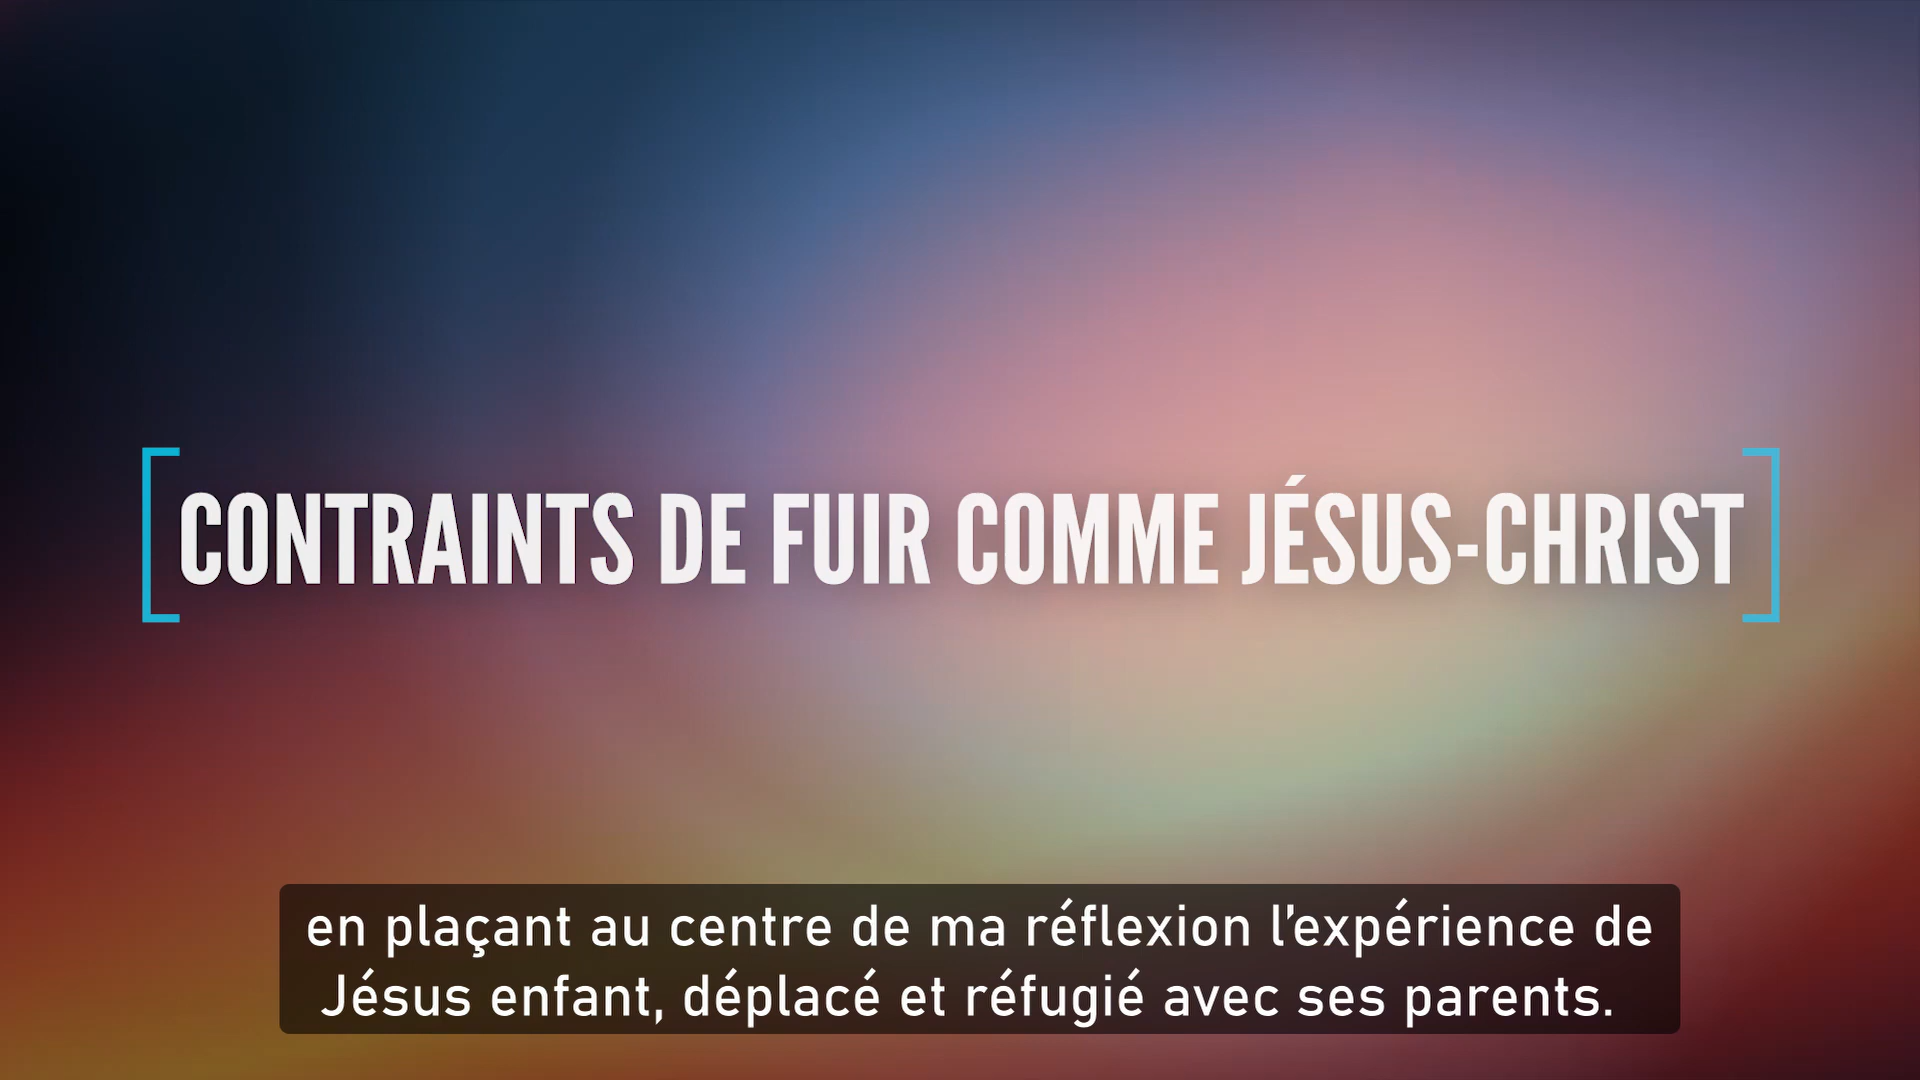 CONTRAINTS DE FUIR COMME JÉSUS-CHRIST
en plaçant au centre de ma réflexion l’expérience de
Jésus enfant, déplacé et réfugié avec ses parents.